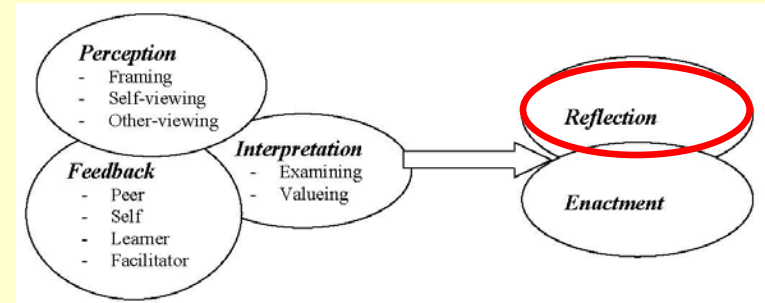 Perception
- Framing
- Self-viewing
- Other-viewing
Feedback
- Peer
- Self
- Learner
- Facilitator
Interpretation
- Examining
- Valueing
Reflection
Enactment